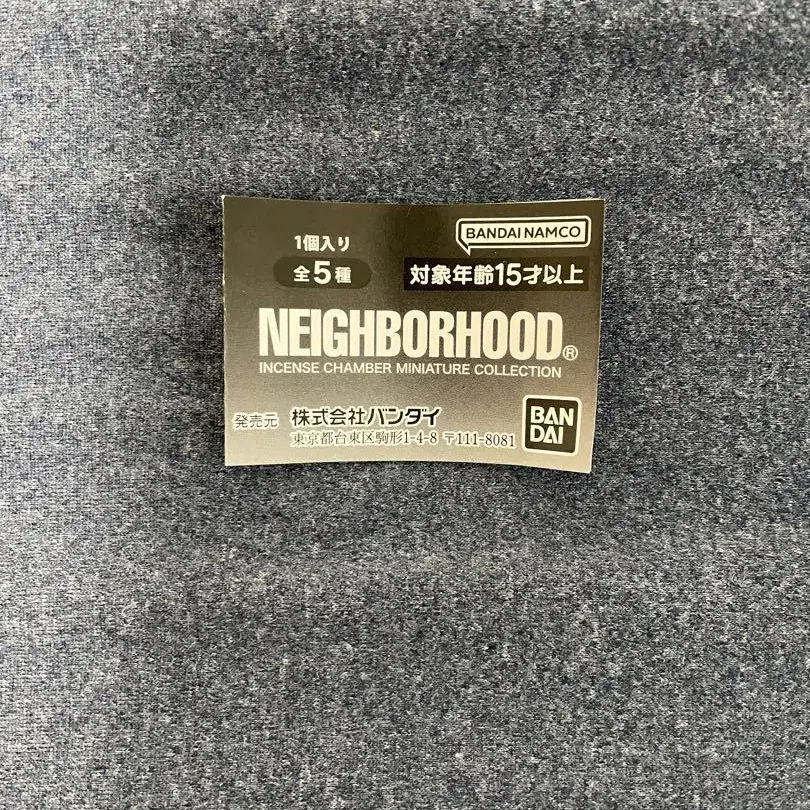 BANDAI NAMCO
1個入り
全5種
対象年齢15才以上
NEIGHBORHOOD®
INCENSE CHAMBER MINIATURE COLLECTION
発売元 株式会社バンダイ
東京都台東区駒形1-4-8 〒111-8081
BAN
DAI